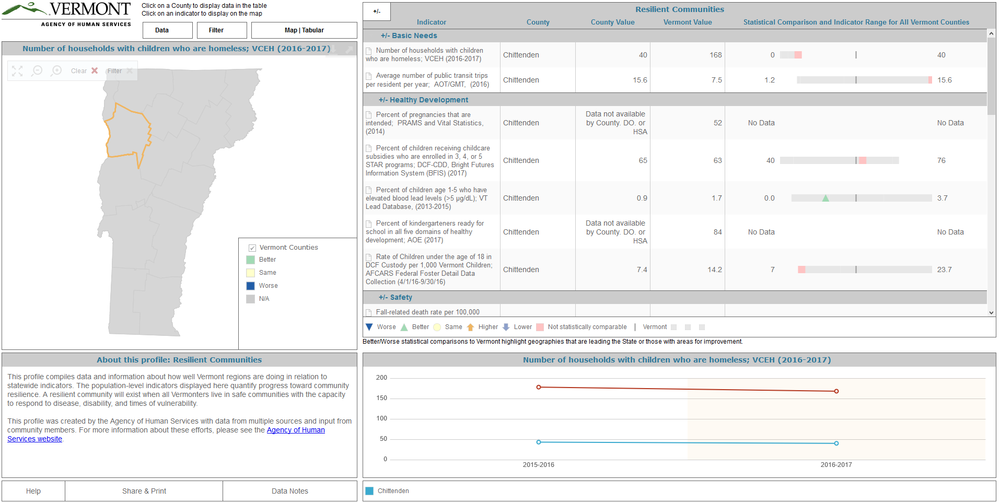 VERMONT
AGENCY OF HUMAN SERVICES
Click on a County to display data in the table
Click on an indicator to display on the map
Data
Filter
Map | Tabular
Number of households with children who are homeless; VCEH (2016-2017)
Clear
Filter
Vermont Counties
Better
Same
Worse
N/A
About this profile: Resilient Communities
This profile compiles data and information about how well Vermont regions are doing in relation to
statewide indicators. The population-level indicators displayed here quantify progress toward community
resilience. A resilient community will exist when all Vermonters live in safe communities with the capacity
to respond to disease, disability, and times of vulnerability.
This profile was created by the Agency of Human Services with data from multiple sources and input from
community members. For more information about these efforts, please see the Agency of Human
Services website.
Help
Share & Print
Data Notes
+/-
Resilient Communities
Indicator County County Value Vermont Value Statistical Comparison and Indicator Range for All Vermont Counties
+/- Basic Needs
Number of households with children
who are homeless; VCEH (2016-2017)
Chittenden 40 168 0 40
Average number of public transit trips
per resident per year; AOT/GMT, (2016)
Chittenden 15.6 7.5 1.2 15.6
+/- Healthy Development
Percent of pregnancies that are
intended; PRAMS and Vital Statistics,
(2014)
Chittenden
Data not available
by County. DO. or
HSA
52 No Data No Data
Percent of children receiving childcare
subsidies who are enrolled in 3, 4, or 5
STAR programs; DCF-CDD, Bright Futures
Information System (BFIS) (2017)
Chittenden 65 63 40 76
Percent of children age 1-5 who have
elevated blood lead levels (>5 µg/dL); VT
Lead Database, (2013-2015)
Chittenden 0.9 1.7 0.0 3.7
Percent of kindergarteners ready for
school in all five domains of healthy
development; AOE (2017)
Chittenden
Data not available
by County. DO. or
HSA
84 No Data No Data
Rate of Children under the age of 18 in
DCF Custody per 1,000 Vermont Children;
AFCARS Federal Foster Detail Data
Collection (4/1/16-9/30/16)
Chittenden 7.4 14.2 7 23.7
+/- Safety
Fall-related death rate per 100,000
Worse Better Same Higher Lower Not statistically comparable Vermont
Better/Worse statistical comparisons to Vermont highlight geographies that are leading the State or those with areas for improvement.
Number of households with children who are homeless; VCEH (2016-2017)
200
150
100
50
0
2015-2016 2016-2017
Chittenden